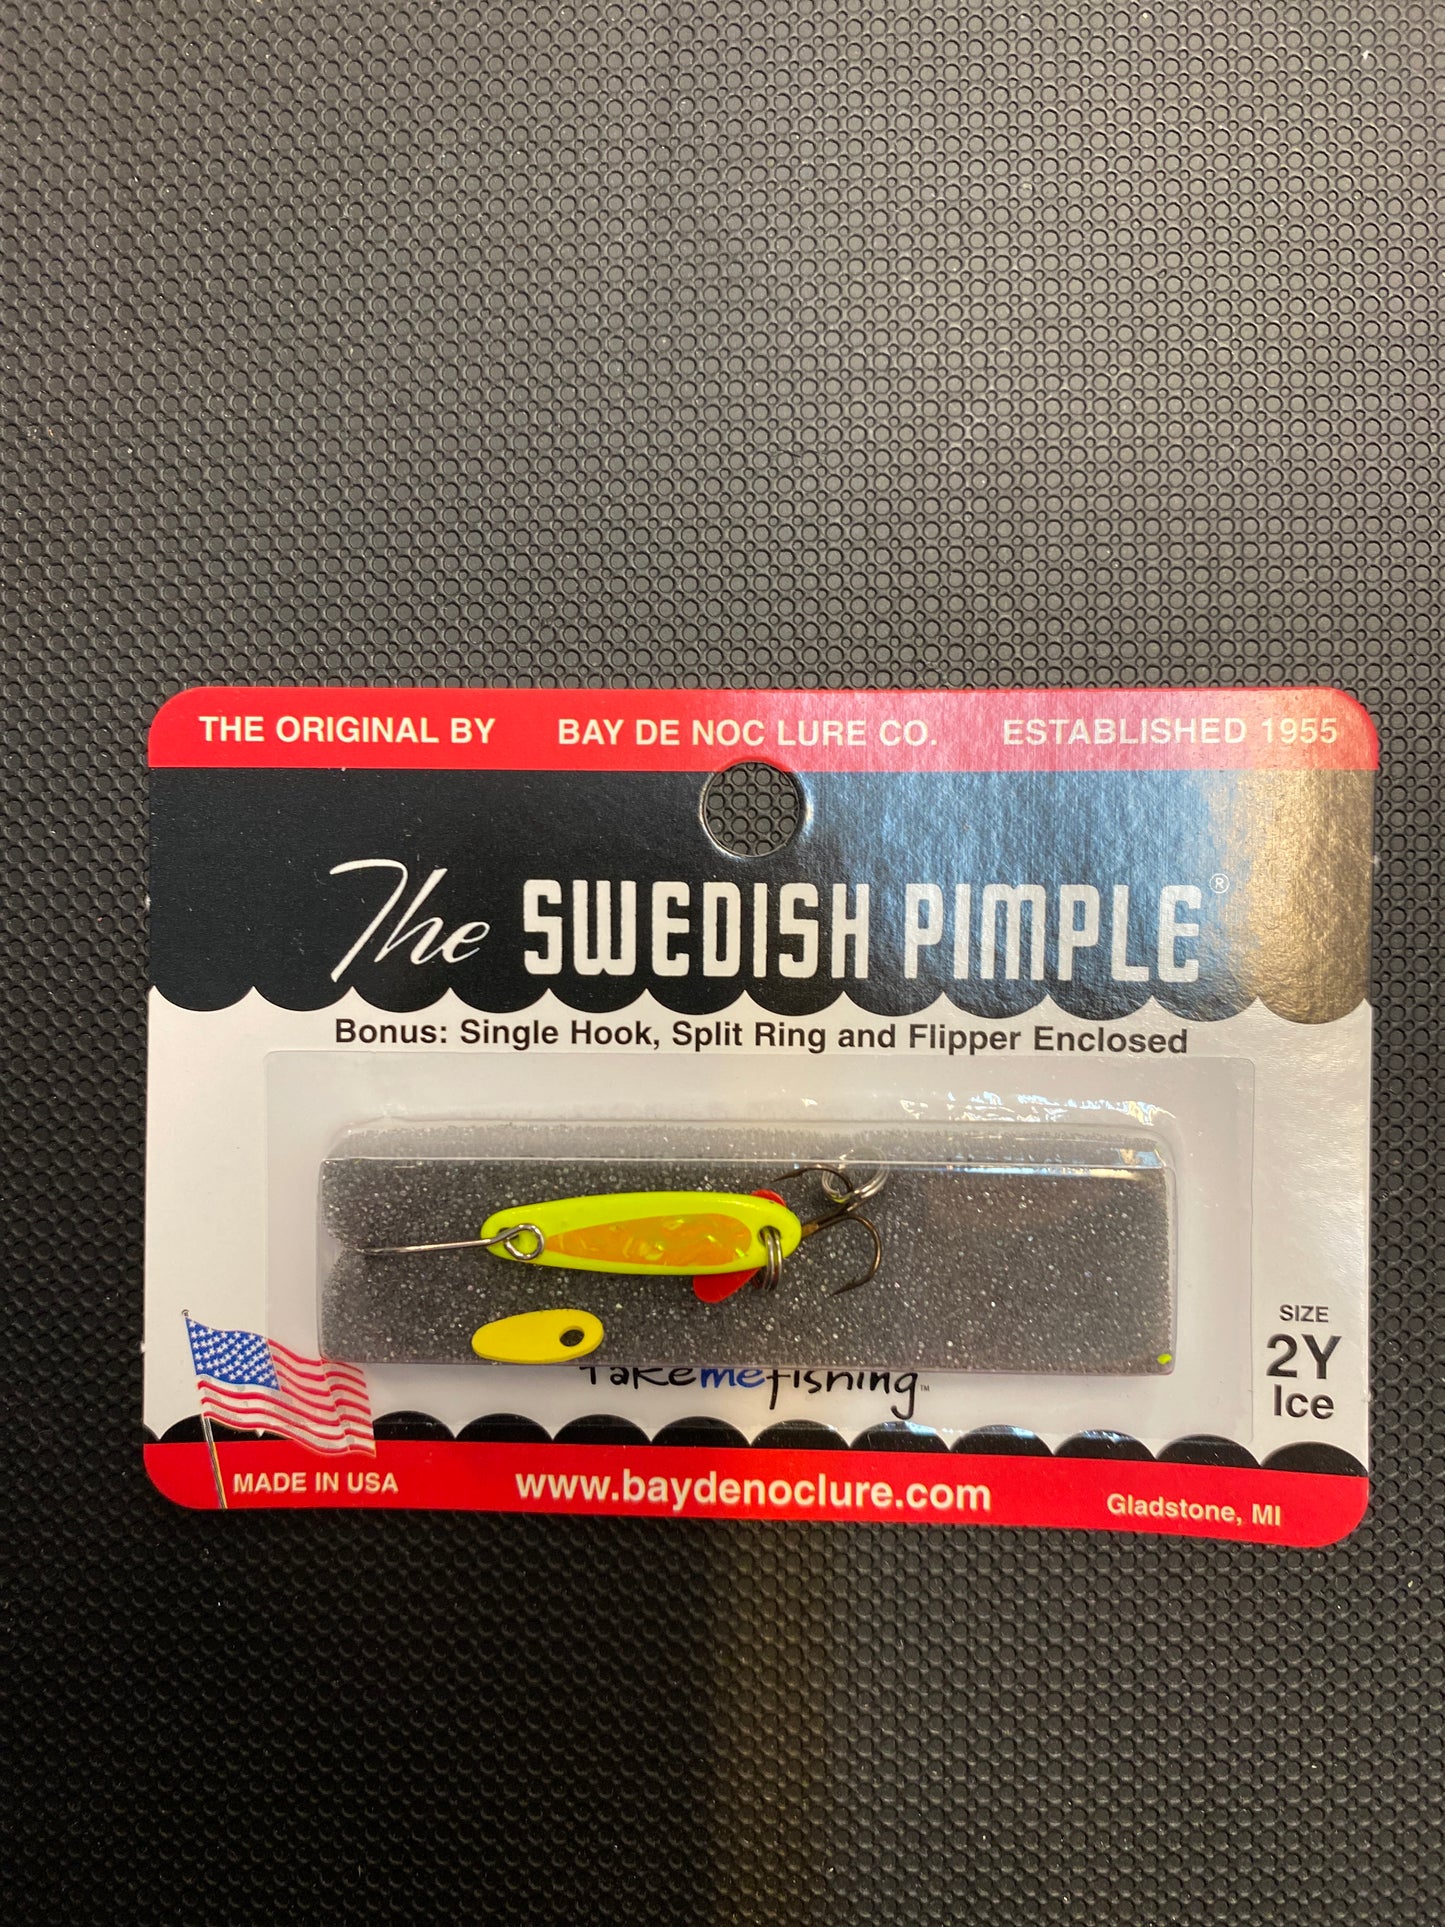 THE ORIGINAL BY BAY DE NOC LURE CO. ESTABLISHED 1955
The SWEDISH PIMPLE®
Bonus: Single Hook, Split Ring and Flipper Enclosed
SIZE
2Y
Ice
takemefishing™
MADE IN USA www.baydenoclure.com Gladstone, MI